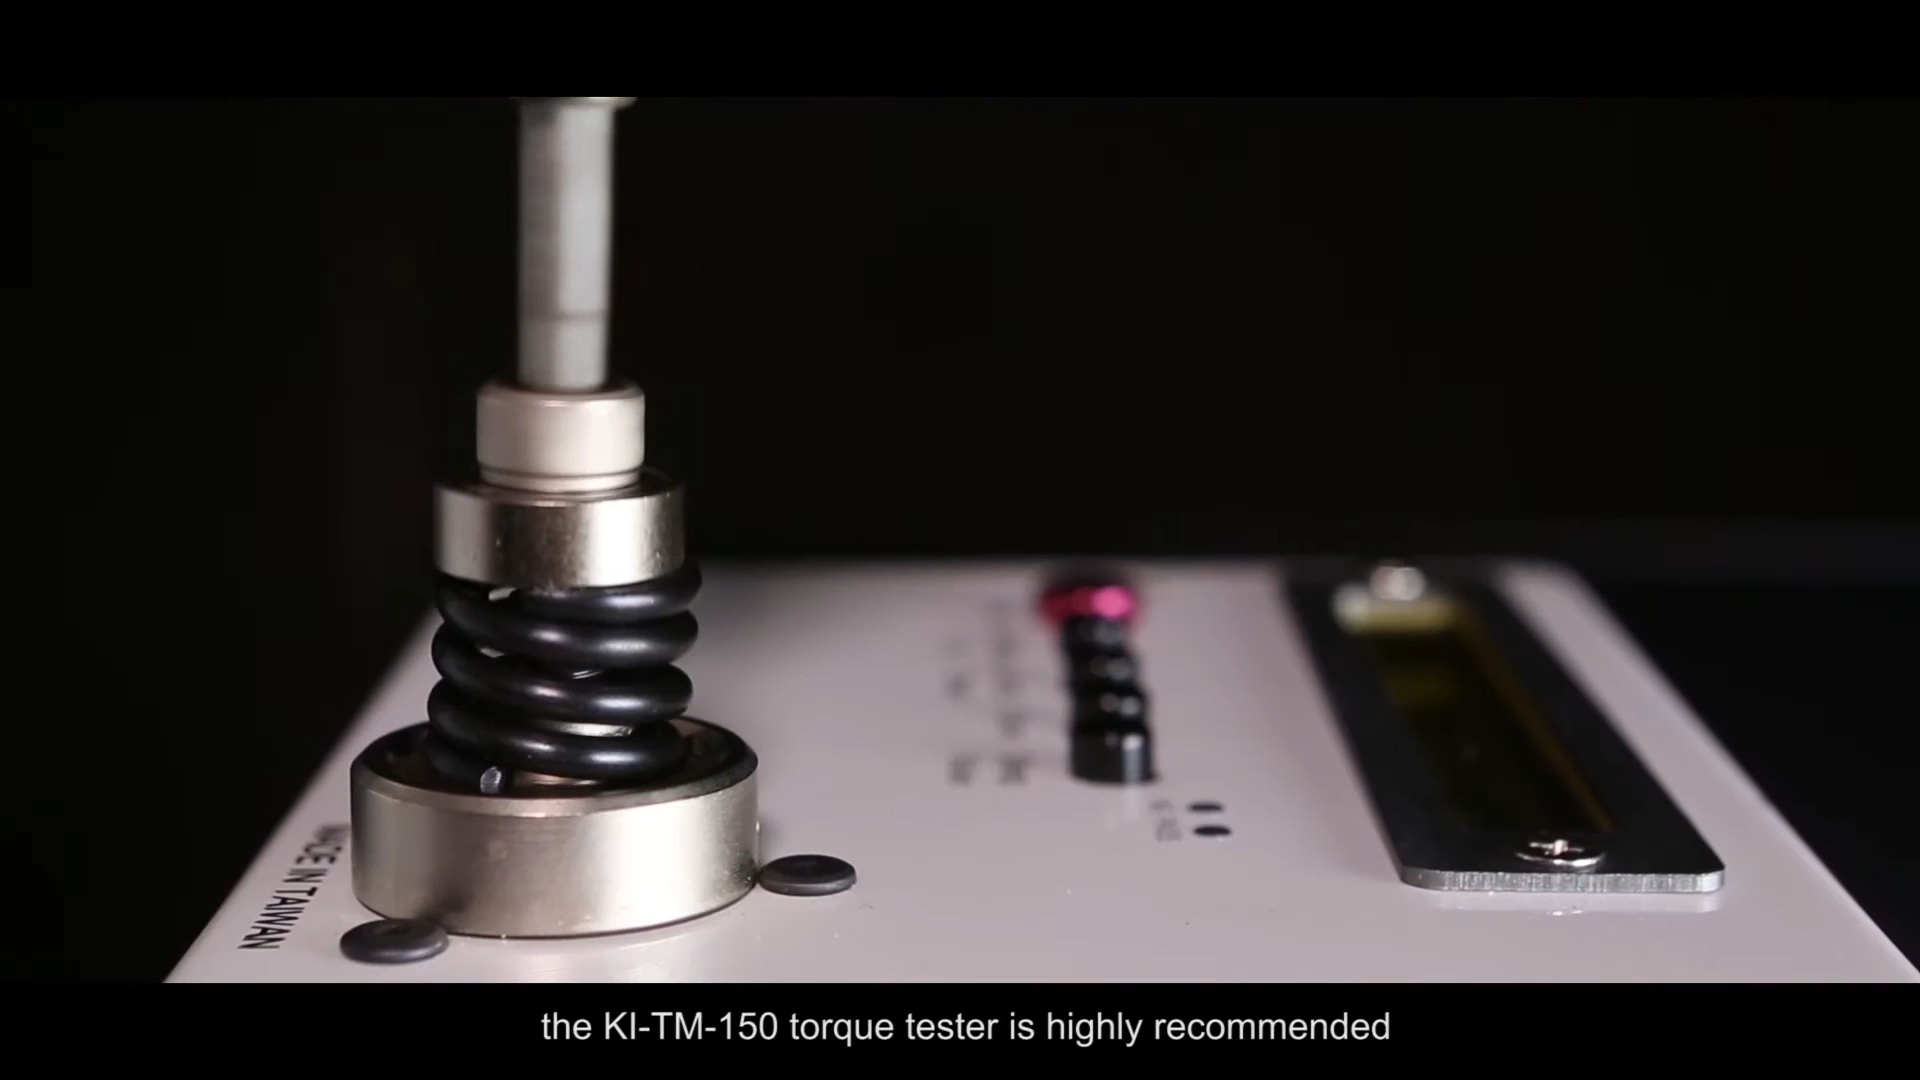 MADE IN TAIWAN
the KI-TM-150 torque tester is highly recommended